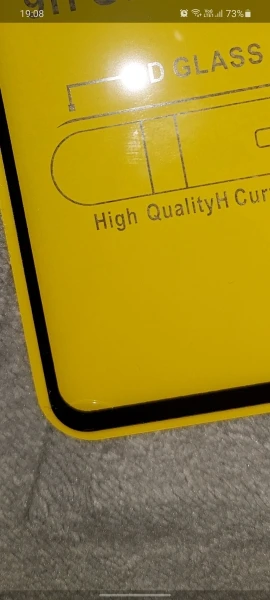 19:08 73%
D GLASS
High QualityH Cur